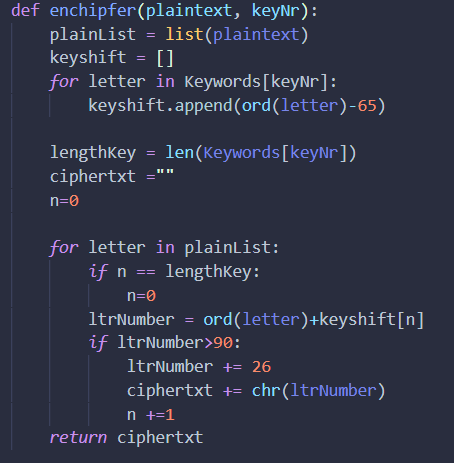 def enchipfer(plaintext, keyNr):
    plainList = list(plaintext)
    keyshift = []
    for letter in Keywords[keyNr]:
        keyshift.append(ord(letter)-65)

    lengthKey = len(Keywords[keyNr])
    ciphertxt =""
    n=0

    for letter in plainList:
        if n == lengthKey:
            n=0
        ltrNumber = ord(letter)+keyshift[n]
        if ltrNumber>90:
            ltrNumber += 26
            ciphertxt += chr(ltrNumber)
            n +=1
    return ciphertxt